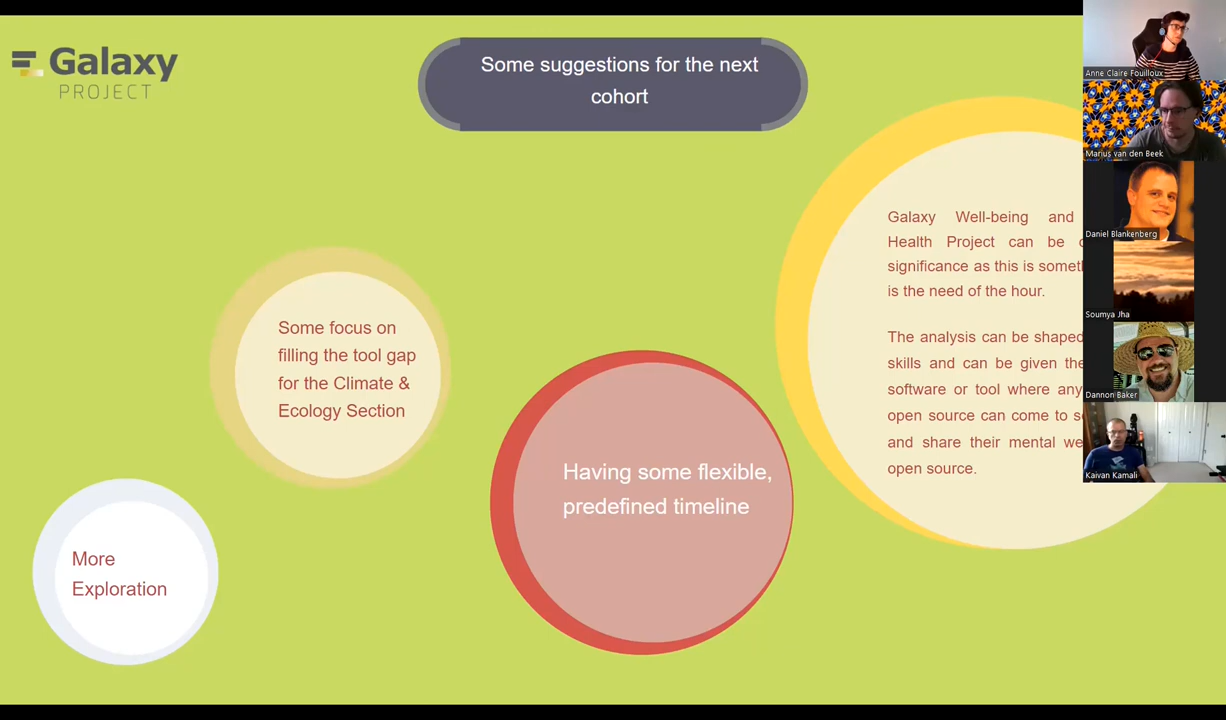 Galaxy
PROJECT
Some suggestions for the next
cohort
Galaxy Well-being and
Health Project can be
significance as this is
is the need of the hour.
The analysis can be shaped
skills and can be given
software or tool where
open source can come to
and share their mental
open source.
Some focus on
filling the tool gap
for the Climate &
Ecology Section
Having some flexible,
predefined timeline
More
Exploration
Anne Claire Fouilloux
Marius van den Beek
Daniel Blankenberg
Soumya Jha
Dannon Baker
Kaivan Kamali